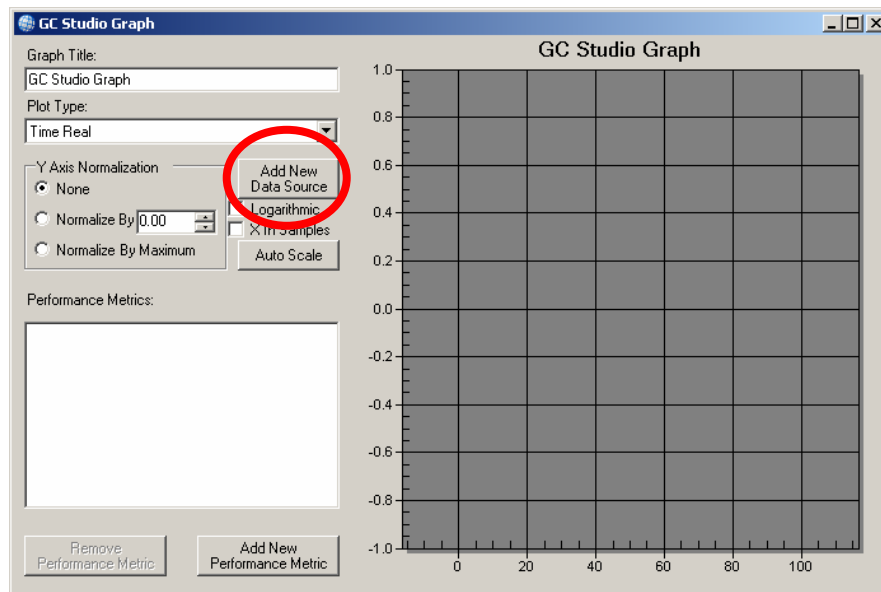 GC Studio Graph
Graph Title:
GC Studio Graph
Plot Type:
Time Real
Y Axis Normalization
None
Normalize By 0.00
Normalize By Maximum
Add New
Data Source
Logarithmic
X In Samples
Auto Scale
Performance Metrics:
Remove
Performance Metric
Add New
Performance Metric
GC Studio Graph
1.0
0.8
0.6
0.4
0.2
0.0
-0.2
-0.4
-0.6
-0.8
-1.0
0 20 40 60 80 100